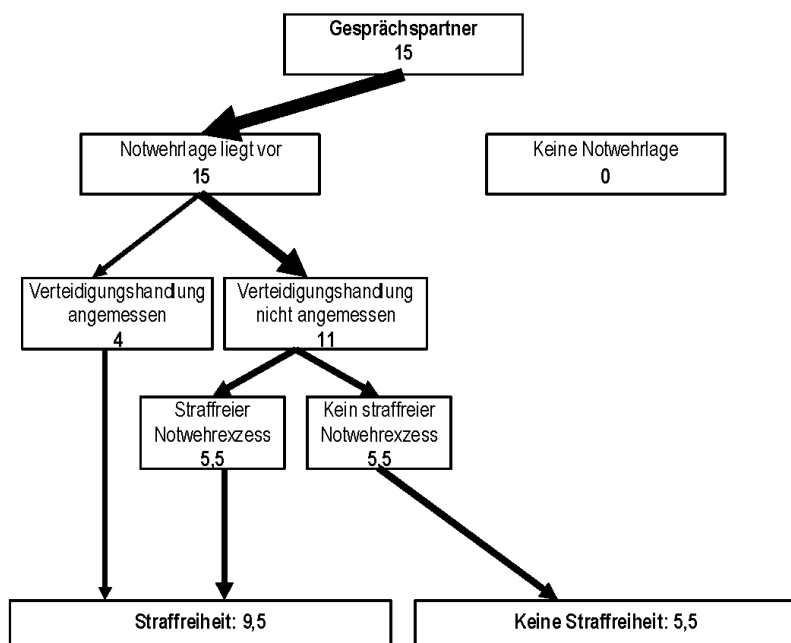 Gesprächspartner
15
Notwehrlage liegt vor
15
Keine Notwehrlage
0
Verteidigungshandlung
angemessen
4
Verteidigungshandlung
nicht angemessen
11
Straffreier
Notwehrexzess
5,5
Kein straffreier
Notwehrexzess
5,5
Straffreiheit: 9,5
Keine Straffreiheit: 5,5